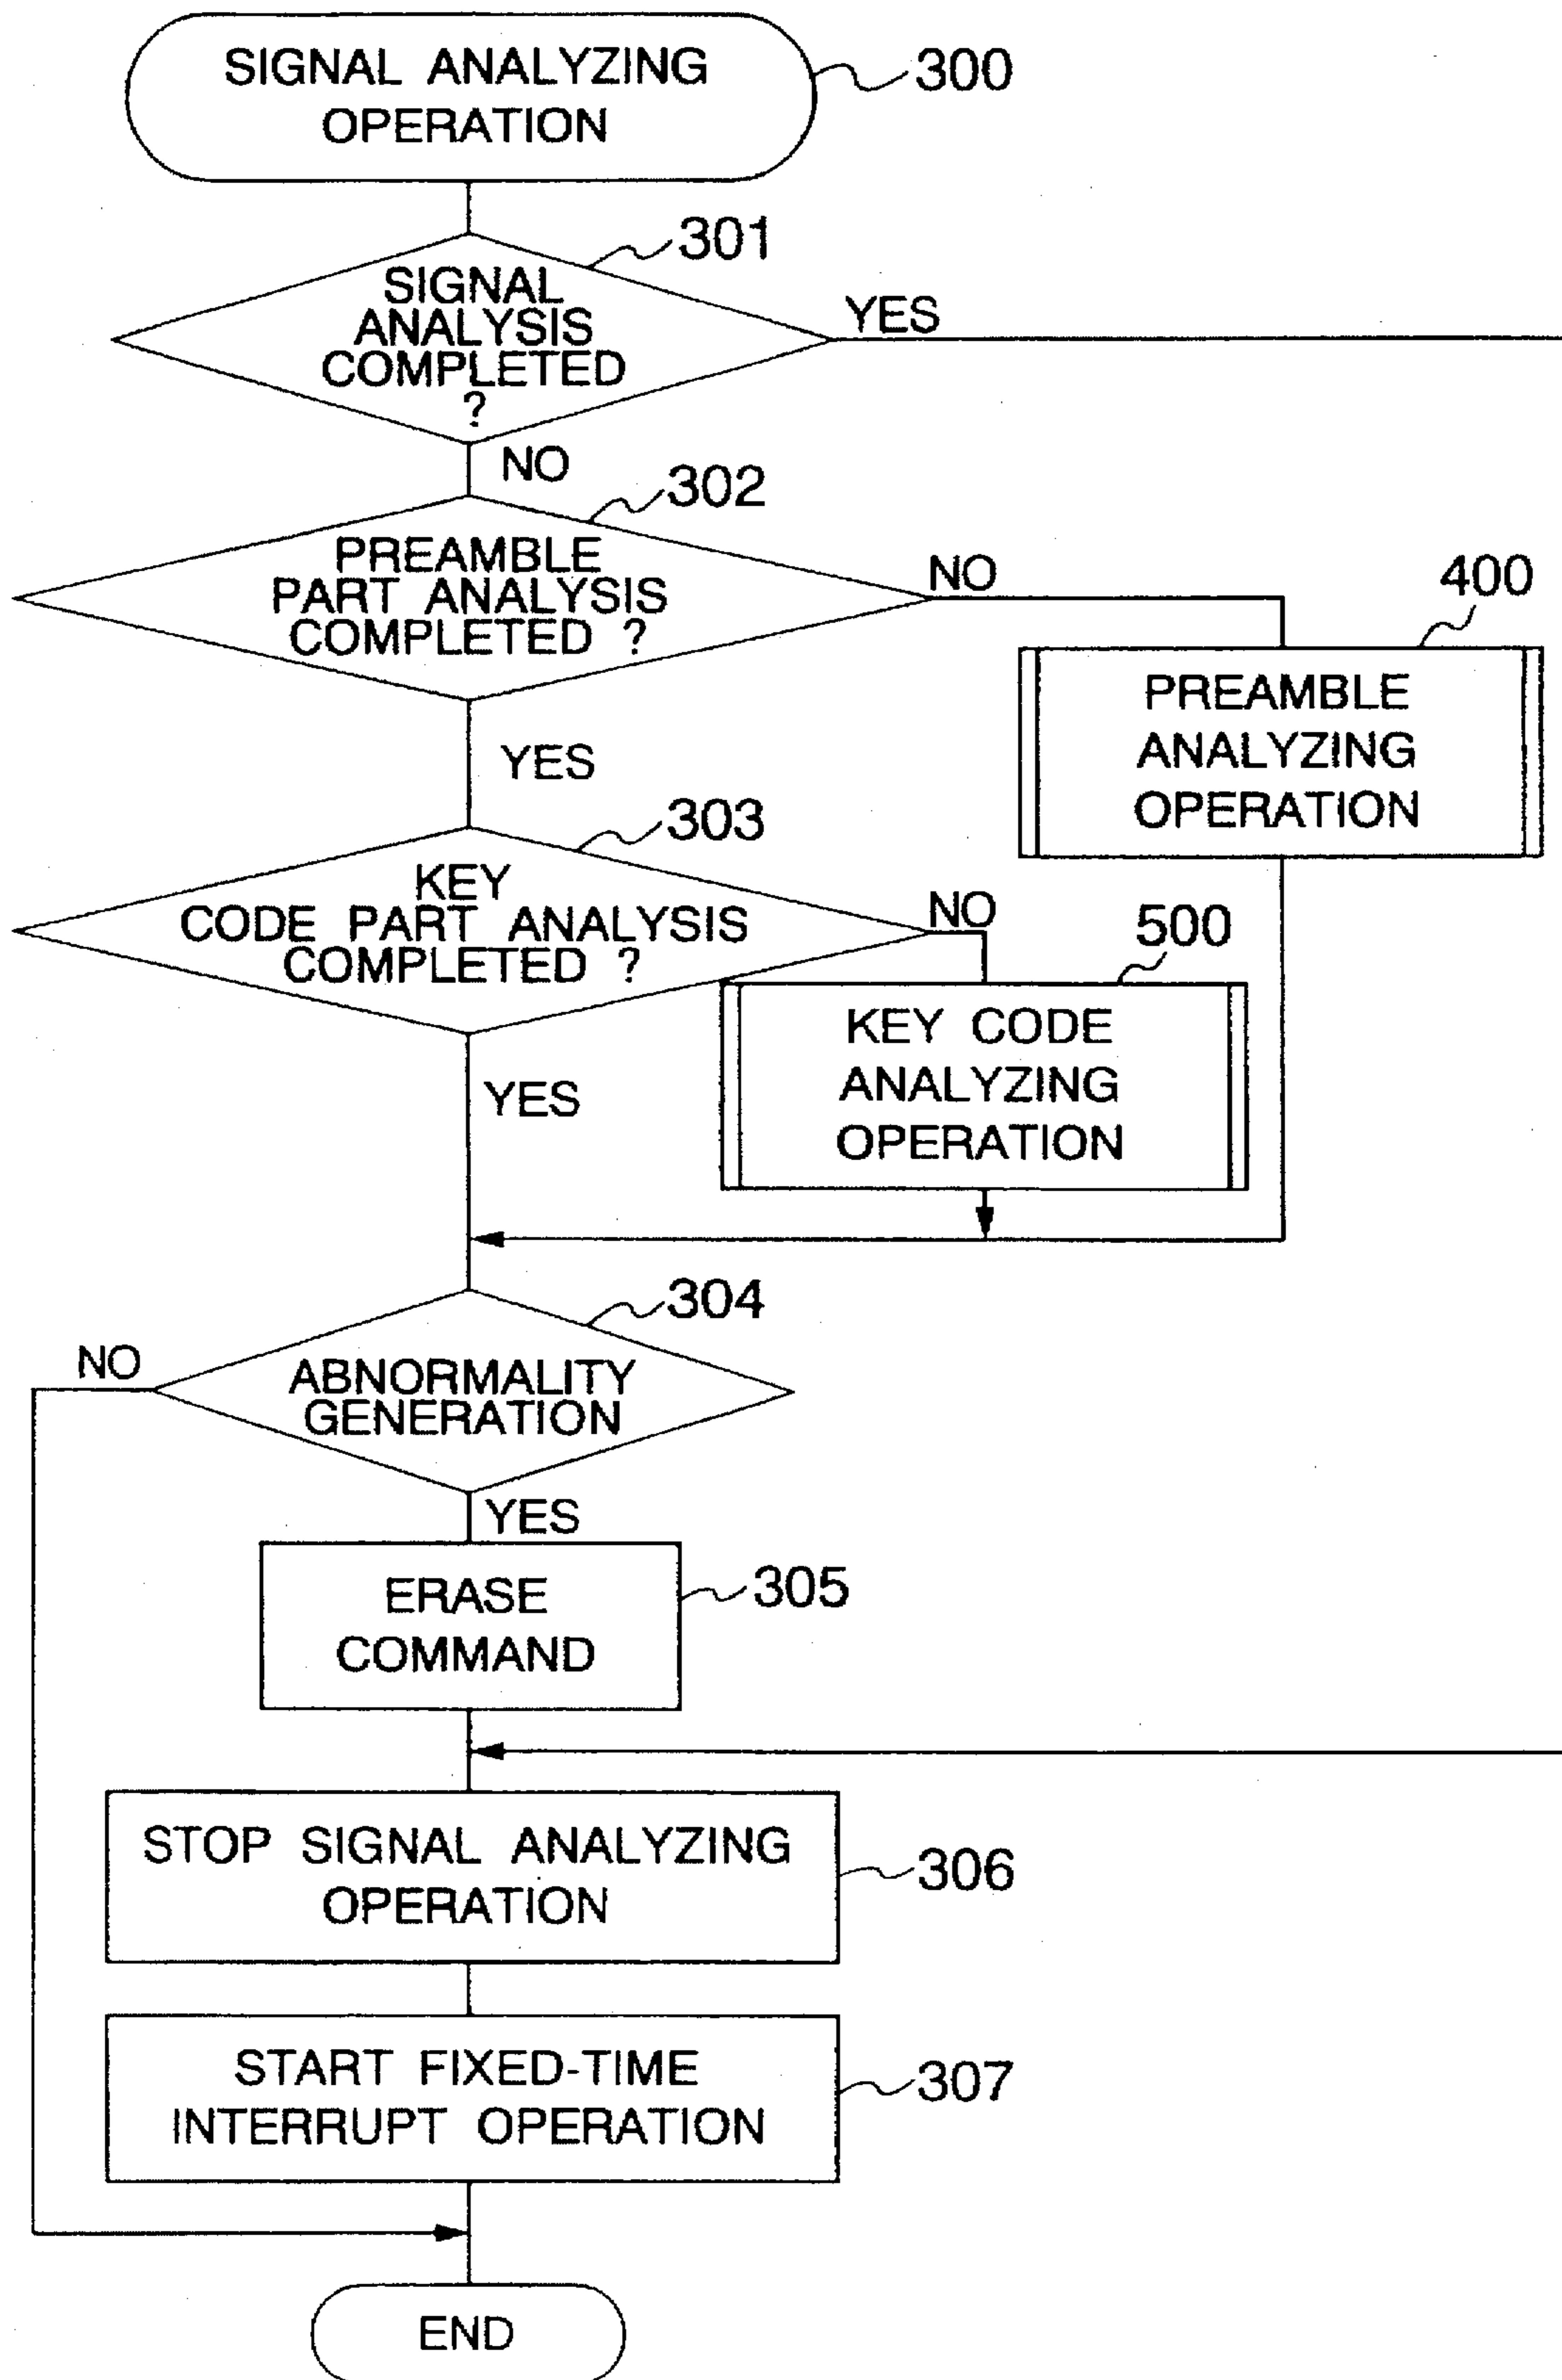 SIGNAL ANALYZING
OPERATION
300
301
SIGNAL
ANALYSIS
COMPLETED
?
YES
NO
302
PREAMBLE
PART ANALYSIS
COMPLETED ?
NO
400
PREAMBLE
ANALYZING
OPERATION
YES
303
KEY
CODE PART ANALYSIS
COMPLETED ?
NO
500
KEY CODE
ANALYZING
OPERATION
YES
304
NO
ABNORMALITY
GENERATION
YES
ERASE
COMMAND
305
STOP SIGNAL ANALYZING
OPERATION
306
START FIXED-TIME
INTERRUPT OPERATION
307
END